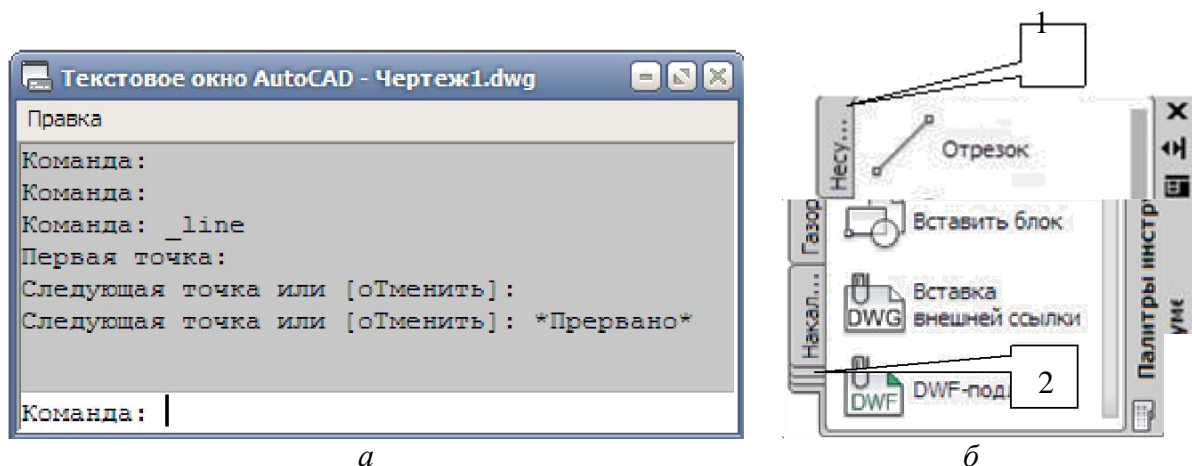 1
Текстовое окно AutoCAD - Чертеж1.dwg
Правка
Команда:
Команда:
Команда: _line
Первая точка:
Следующая точка или [оТменить]:
Следующая точка или [оТменить]: *Прервано*
Команда:
а
Несу...
Отрезок
Газор
Вставить блок
Накал...
DWG
Вставка
внешней ссылки
DWF
DWF-под
2
Палитры инстр
уме
б